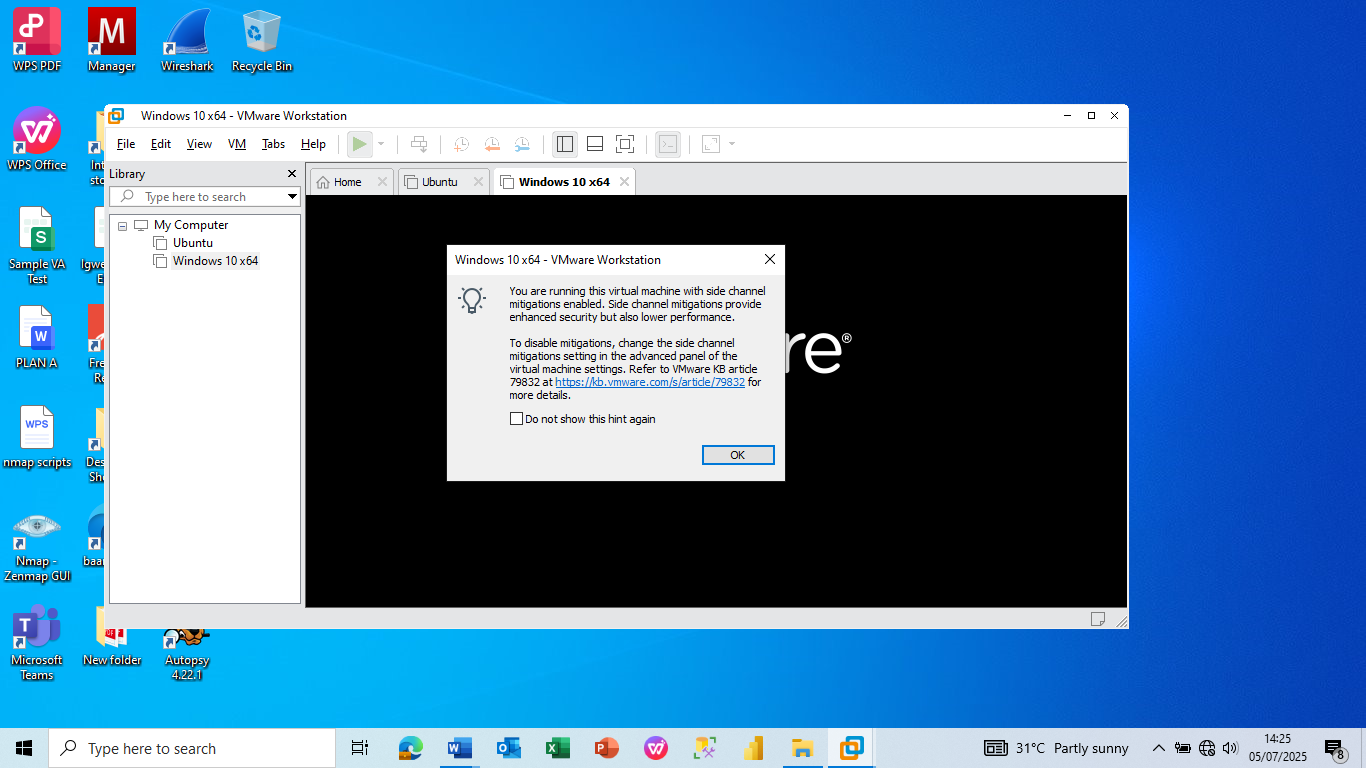 WPS PDF
Manager
Wireshark
Recycle Bin
WPS Office
Sample VA
Test
PLAN A
WPS
nmap scripts
Nmap -
Zenmap GUI
Microsoft
Teams
New folder
Autopsy
4.22.1
Windows 10 x64 - VMware Workstation
File Edit View VM Tabs Help
Library
Type here to search
My Computer
Ubuntu
Windows 10 x64
Home
Ubuntu
Windows 10 x64
Windows 10 x64 - VMware Workstation
You are running this virtual machine with side channel
mitigations enabled. Side channel mitigations provide
enhanced security but also lower performance.
To disable mitigations, change the side channel
mitigations setting in the advanced panel of the
virtual machine settings. Refer to VMware KB article
79832 at https://kb.vmware.com/s/article/79832 for
more details.
Do not show this hint again
OK
re®
Type here to search
31°C Partly sunny
14:25
05/07/2025
8